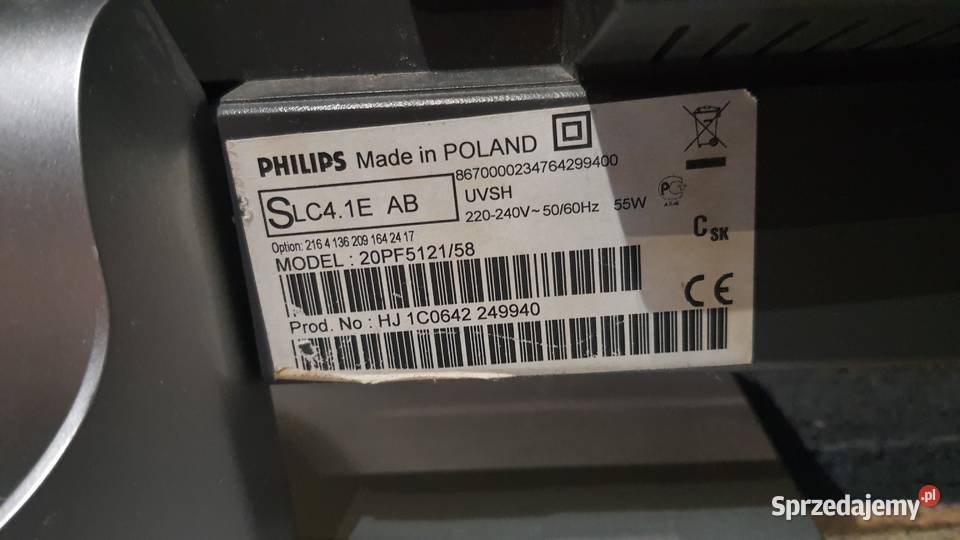 PHILIPS Made in POLAND
8670000234764299400
SLC4.1E AB
UVSH
220-240V~ 50/60Hz 55W
Option: 216 4 136 209 164 24 17
MODEL : 20PF5121/58
Prod. No : HJ 1C0642 249940
CSK
CE
Sprzedajemy.pl